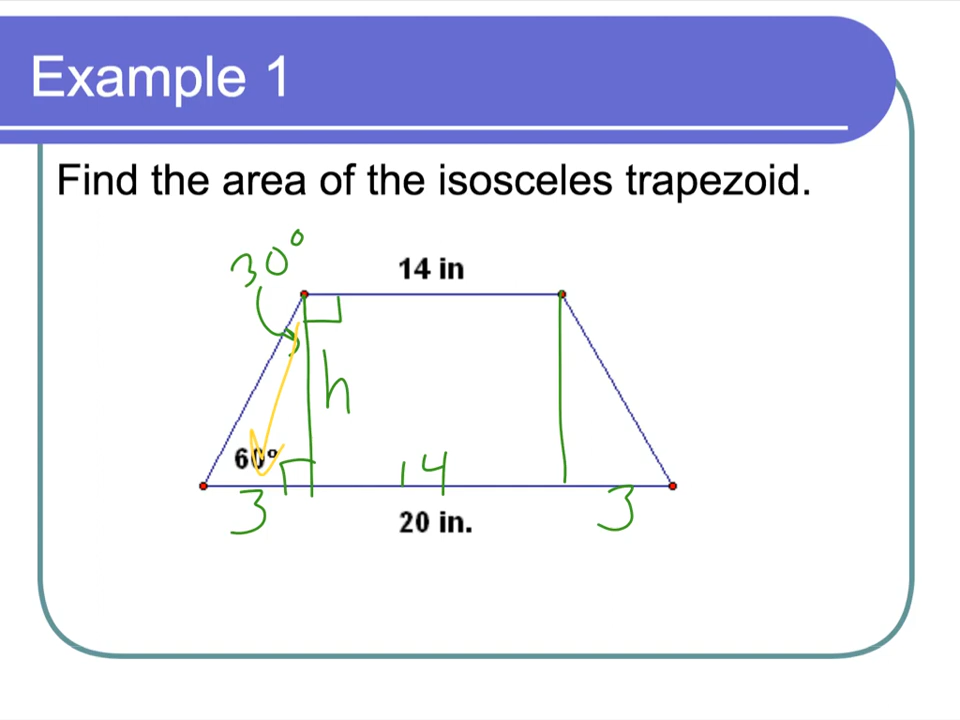 Example 1
Find the area of the isosceles trapezoid.
30°
14 in
h
60°
14
3
3
20 in.